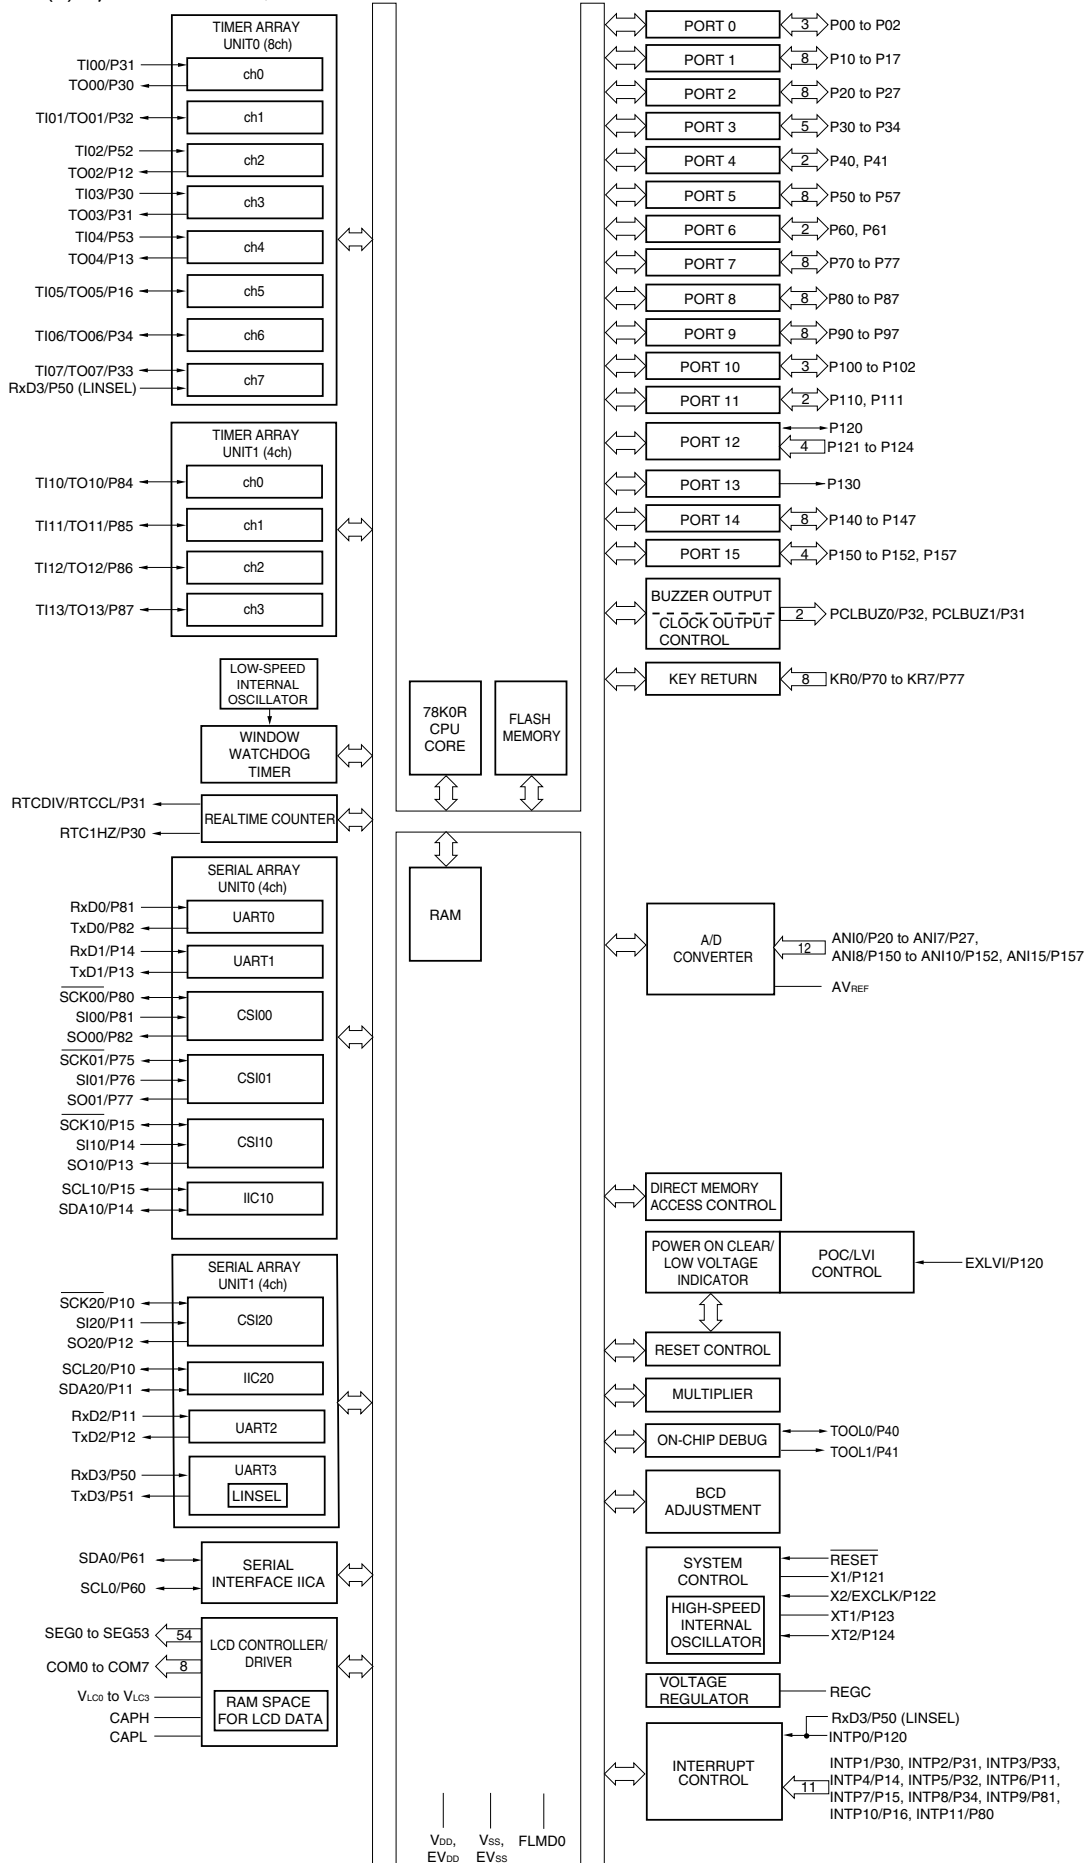 TIMER ARRAY
UNIT0 (8ch)
TI00/P31
TO00/P30
ch0
TI01/TO01/P32
ch1
TI02/P52
TO02/P12
ch2
TI03/P30
TO03/P31
ch3
TI04/P53
TO04/P13
ch4
TI05/TO05/P16
ch5
TI06/TO06/P34
ch6
TI07/TO07/P33
RxD3/P50 (LINSEL)
ch7
TIMER ARRAY
UNIT1 (4ch)
TI10/TO10/P84
ch0
TI11/TO11/P85
ch1
TI12/TO12/P86
ch2
TI13/TO13/P87
ch3
LOW-SPEED
INTERNAL
OSCILLATOR
WINDOW
WATCHDOG
TIMER
RTCDIV/RTCCL/P31
RTC1HZ/P30
REALTIME COUNTER
SERIAL ARRAY
UNIT0 (4ch)
RxD0/P81
TxD0/P82
UART0
RxD1/P14
TxD1/P13
UART1
SCK00/P80
SI00/P81
SO00/P82
CSI00
SCK01/P75
SI01/P76
SO01/P77
CSI01
SCK10/P15
SI10/P14
SO10/P13
CSI10
SCL10/P15
SDA10/P14
IIC10
SERIAL ARRAY
UNIT1 (4ch)
SCK20/P10
SI20/P11
SO20/P12
CSI20
SCL20/P10
SDA20/P11
IIC20
RxD2/P11
TxD2/P12
UART2
RxD3/P50
TxD3/P51
UART3
LINSEL
SDA0/P61
SCL0/P60
SERIAL
INTERFACE IICA
SEG0 to SEG53
54
COM0 to COM7
8
VLC0 to VLC3
CAPH
CAPL
LCD CONTROLLER/
DRIVER
RAM SPACE
FOR LCD DATA
78K0R
CPU
CORE
FLASH
MEMORY
RAM
VDD,
EVDD
VSS,
EVSS
FLMD0
PORT 0
3
P00 to P02
PORT 1
8
P10 to P17
PORT 2
8
P20 to P27
PORT 3
5
P30 to P34
PORT 4
2
P40, P41
PORT 5
8
P50 to P57
PORT 6
2
P60, P61
PORT 7
8
P70 to P77
PORT 8
8
P80 to P87
PORT 9
8
P90 to P97
PORT 10
3
P100 to P102
PORT 11
2
P110, P111
PORT 12
P120
4
P121 to P124
PORT 13
P130
PORT 14
8
P140 to P147
PORT 15
4
P150 to P152, P157
BUZZER OUTPUT
CLOCK OUTPUT
CONTROL
2
PCLBUZ0/P32, PCLBUZ1/P31
KEY RETURN
8
KR0/P70 to KR7/P77
A/D
CONVERTER
12
ANI0/P20 to ANI7/P27,
ANI8/P150 to ANI10/P152, ANI15/P157
AVREF
DIRECT MEMORY
ACCESS CONTROL
POWER ON CLEAR/
LOW VOLTAGE
INDICATOR
POC/LVI
CONTROL
EXLVI/P120
RESET CONTROL
MULTIPLIER
ON-CHIP DEBUG
TOOL0/P40
TOOL1/P41
BCD
ADJUSTMENT
SYSTEM
CONTROL
HIGH-SPEED
INTERNAL
OSCILLATOR
RESET
X1/P121
X2/EXCLK/P122
XT1/P123
XT2/P124
VOLTAGE
REGULATOR
REGC
INTERRUPT
CONTROL
RxD3/P50 (LINSEL)
INTP0/P120
11
INTP1/P30, INTP2/P31, INTP3/P33,
INTP4/P14, INTP5/P32, INTP6/P11,
INTP7/P15, INTP8/P34, INTP9/P81,
INTP10/P16, INTP11/P80